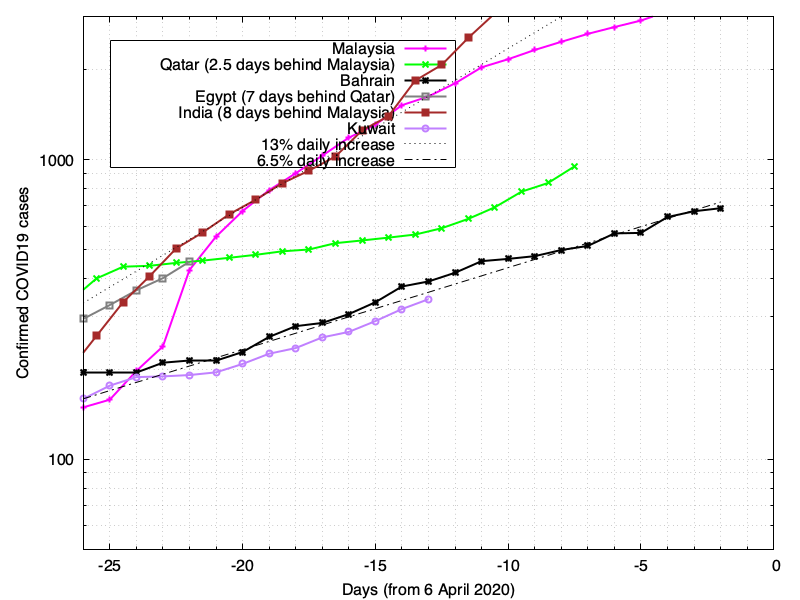 Malaysia
Qatar (2.5 days behind Malaysia)
Bahrain
Egypt (7 days behind Qatar)
India (8 days behind Malaysia)
Kuwait
13% daily increase
6.5% daily increase
1000
100
Confirmed COVID19 cases
-25 -20 -15 -10 -5 0
Days (from 6 April 2020)